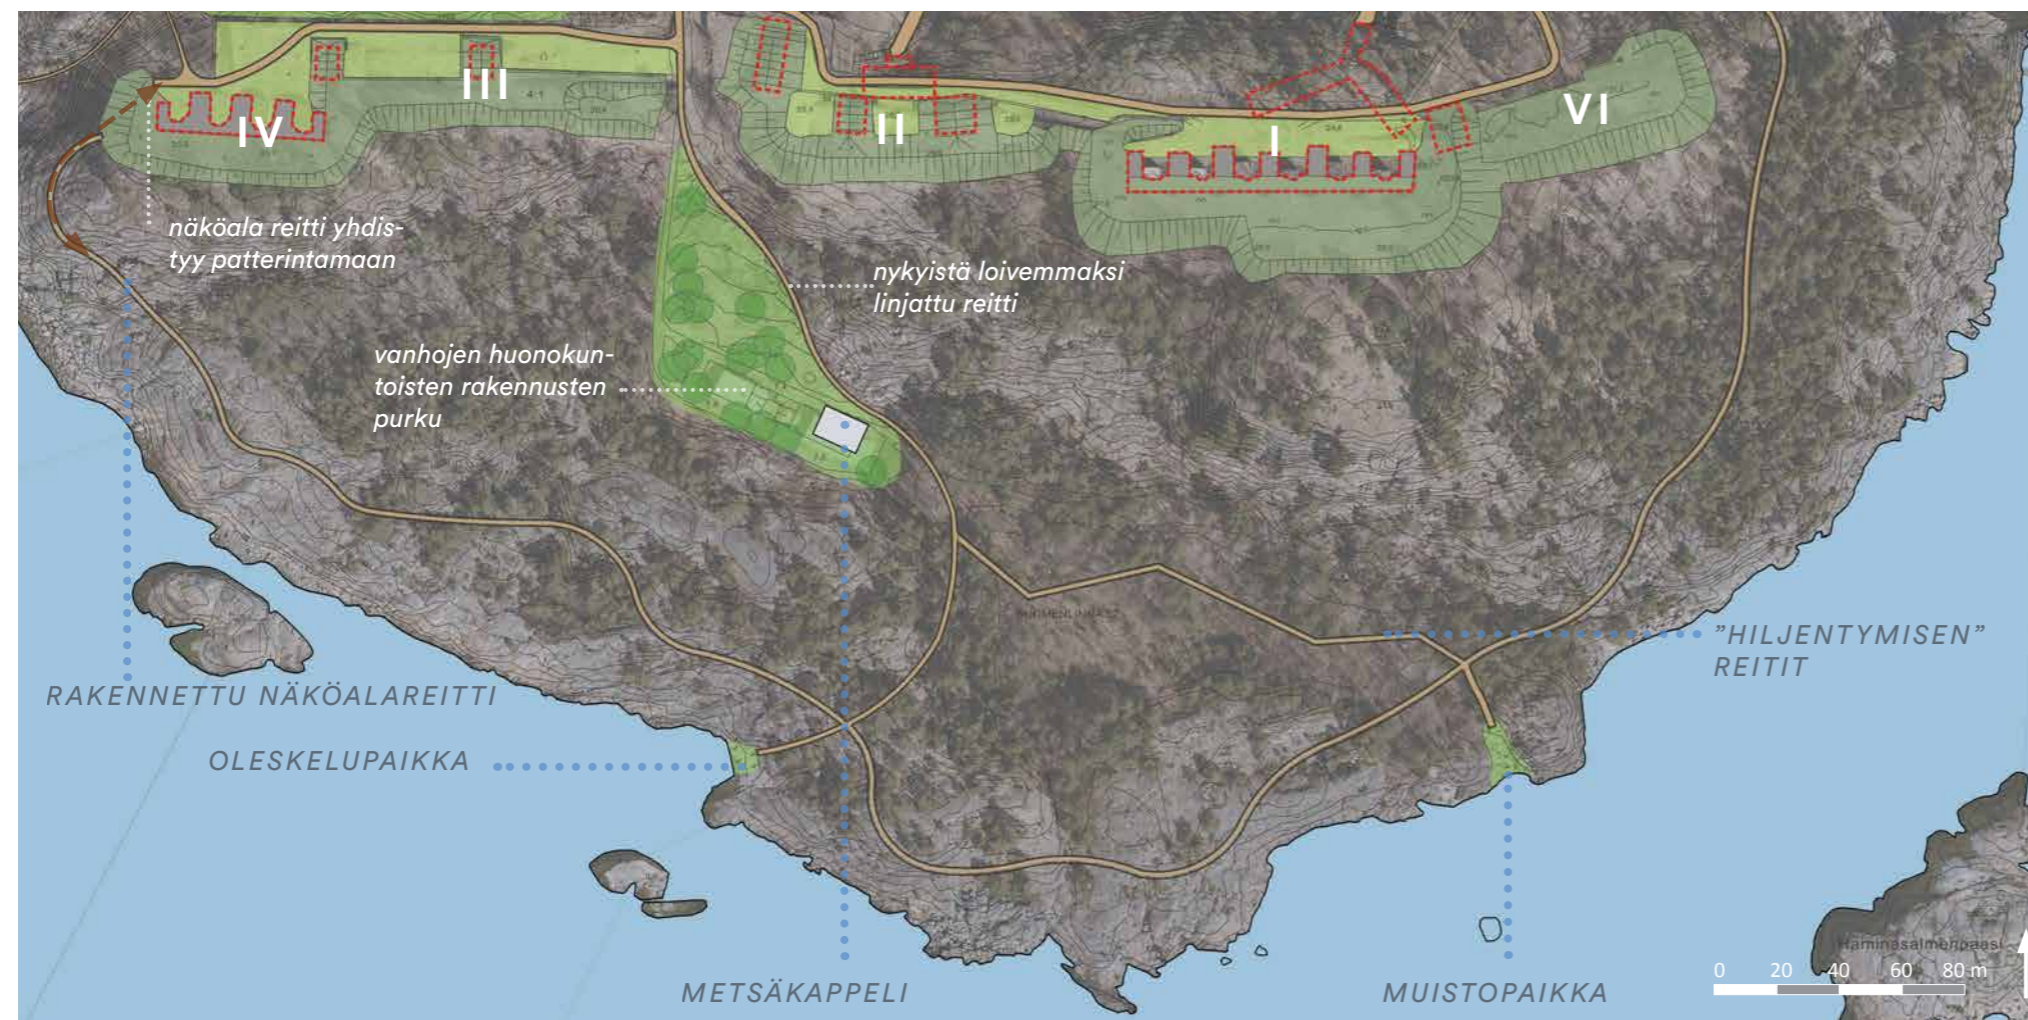 III
IV
II
I
VI
näköala reitti yhdis-
tyy patterintamaan
nykyistä loivemmaksi
linjattu reitti
vanhojen huonokun-
toisten rakennusten
purku
"HILJENTYMISEN"
REITIT
RAKENNETTU NÄKÖALAREITTI
OLESKELUPAIKKA
METSÄKAPPELI
MUISTOPAIKKA
Haminasalmenpaasi
0 20 40 60 80 m